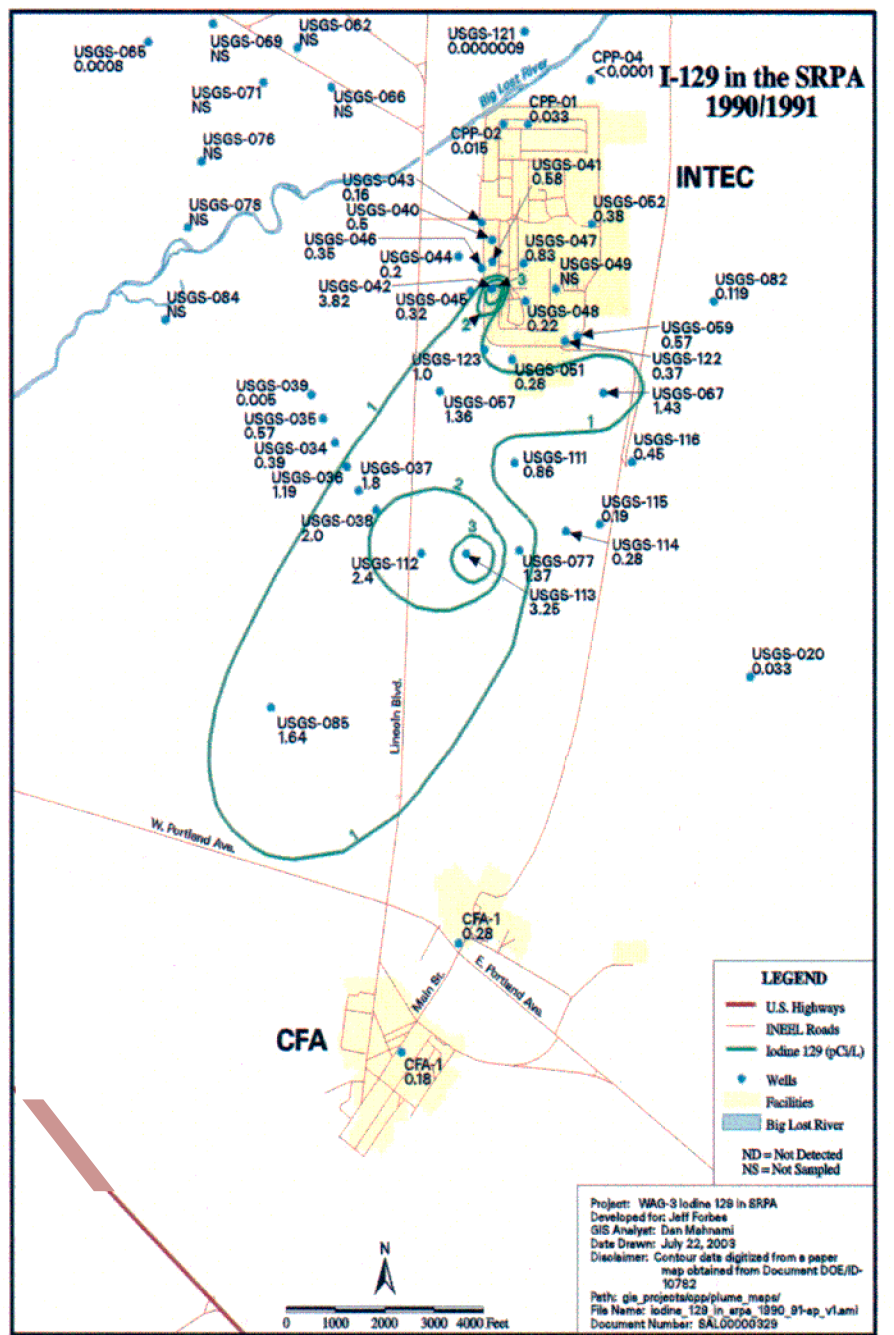 I-129 in the SRPA
1990/1991
USGS-062
NS
USGS-069
NS
USGS-065
0.0008
USGS-121
0.0000009
CPP-04
<0.0001
USGS-071
NS
USGS-066
NS
Big Lost River
CPP-01
0.033
CPP-02
0.015
USGS-076
NS
USGS-041
0.58
INTEC
USGS-043
0.16
USGS-040
0.5
USGS-078
NS
USGS-052
0.38
USGS-046
0.35
USGS-047
0.83
USGS-044
0.2
USGS-049
NS
USGS-082
0.119
USGS-042
3.82
3
USGS-045
0.32
USGS-084
NS
USGS-048
0.22
2
USGS-059
0.57
USGS-123
1.0
USGS-122
0.37
USGS-051
0.28
USGS-039
0.005
USGS-057
1.36
USGS-067
1.43
1
USGS-035
0.57
1
USGS-034
0.39
USGS-116
0.45
USGS-036
1.19
USGS-037
1.8
USGS-111
0.86
2
USGS-038
2.0
USGS-115
0.19
3
USGS-114
0.28
USGS-112
2.4
USGS-077
1.37
USGS-113
3.25
USGS-020
0.033
Lincoln Blvd.
USGS-085
1.64
1
W. Portland Ave.
CFA-1
0.28
E. Portland Ave.
Main St.
CFA
CFA-1
0.18
LEGEND
U.S. Highways
INEEL Roads
Iodine 129 (pCi/L)
Wells
Facilities
Big Lost River
ND = Not Detected
NS = Not Sampled
N
0 1000 2000 3000 4000 Feet
Project: WAG-3 Iodine 129 in SRPA
Developed for: Jeff Forbes
GIS Analyst: Dan Mahnami
Date Drawn: July 22, 2003
Disclaimer: Contour data digitized from a paper
map obtained from Document DOE/ID-
10782
Path: gis_projects/opp/plume_maps/
File Name: iodine_129_in_srpa_1990_91-ap_v1.aml
Document Number: SAL00000329